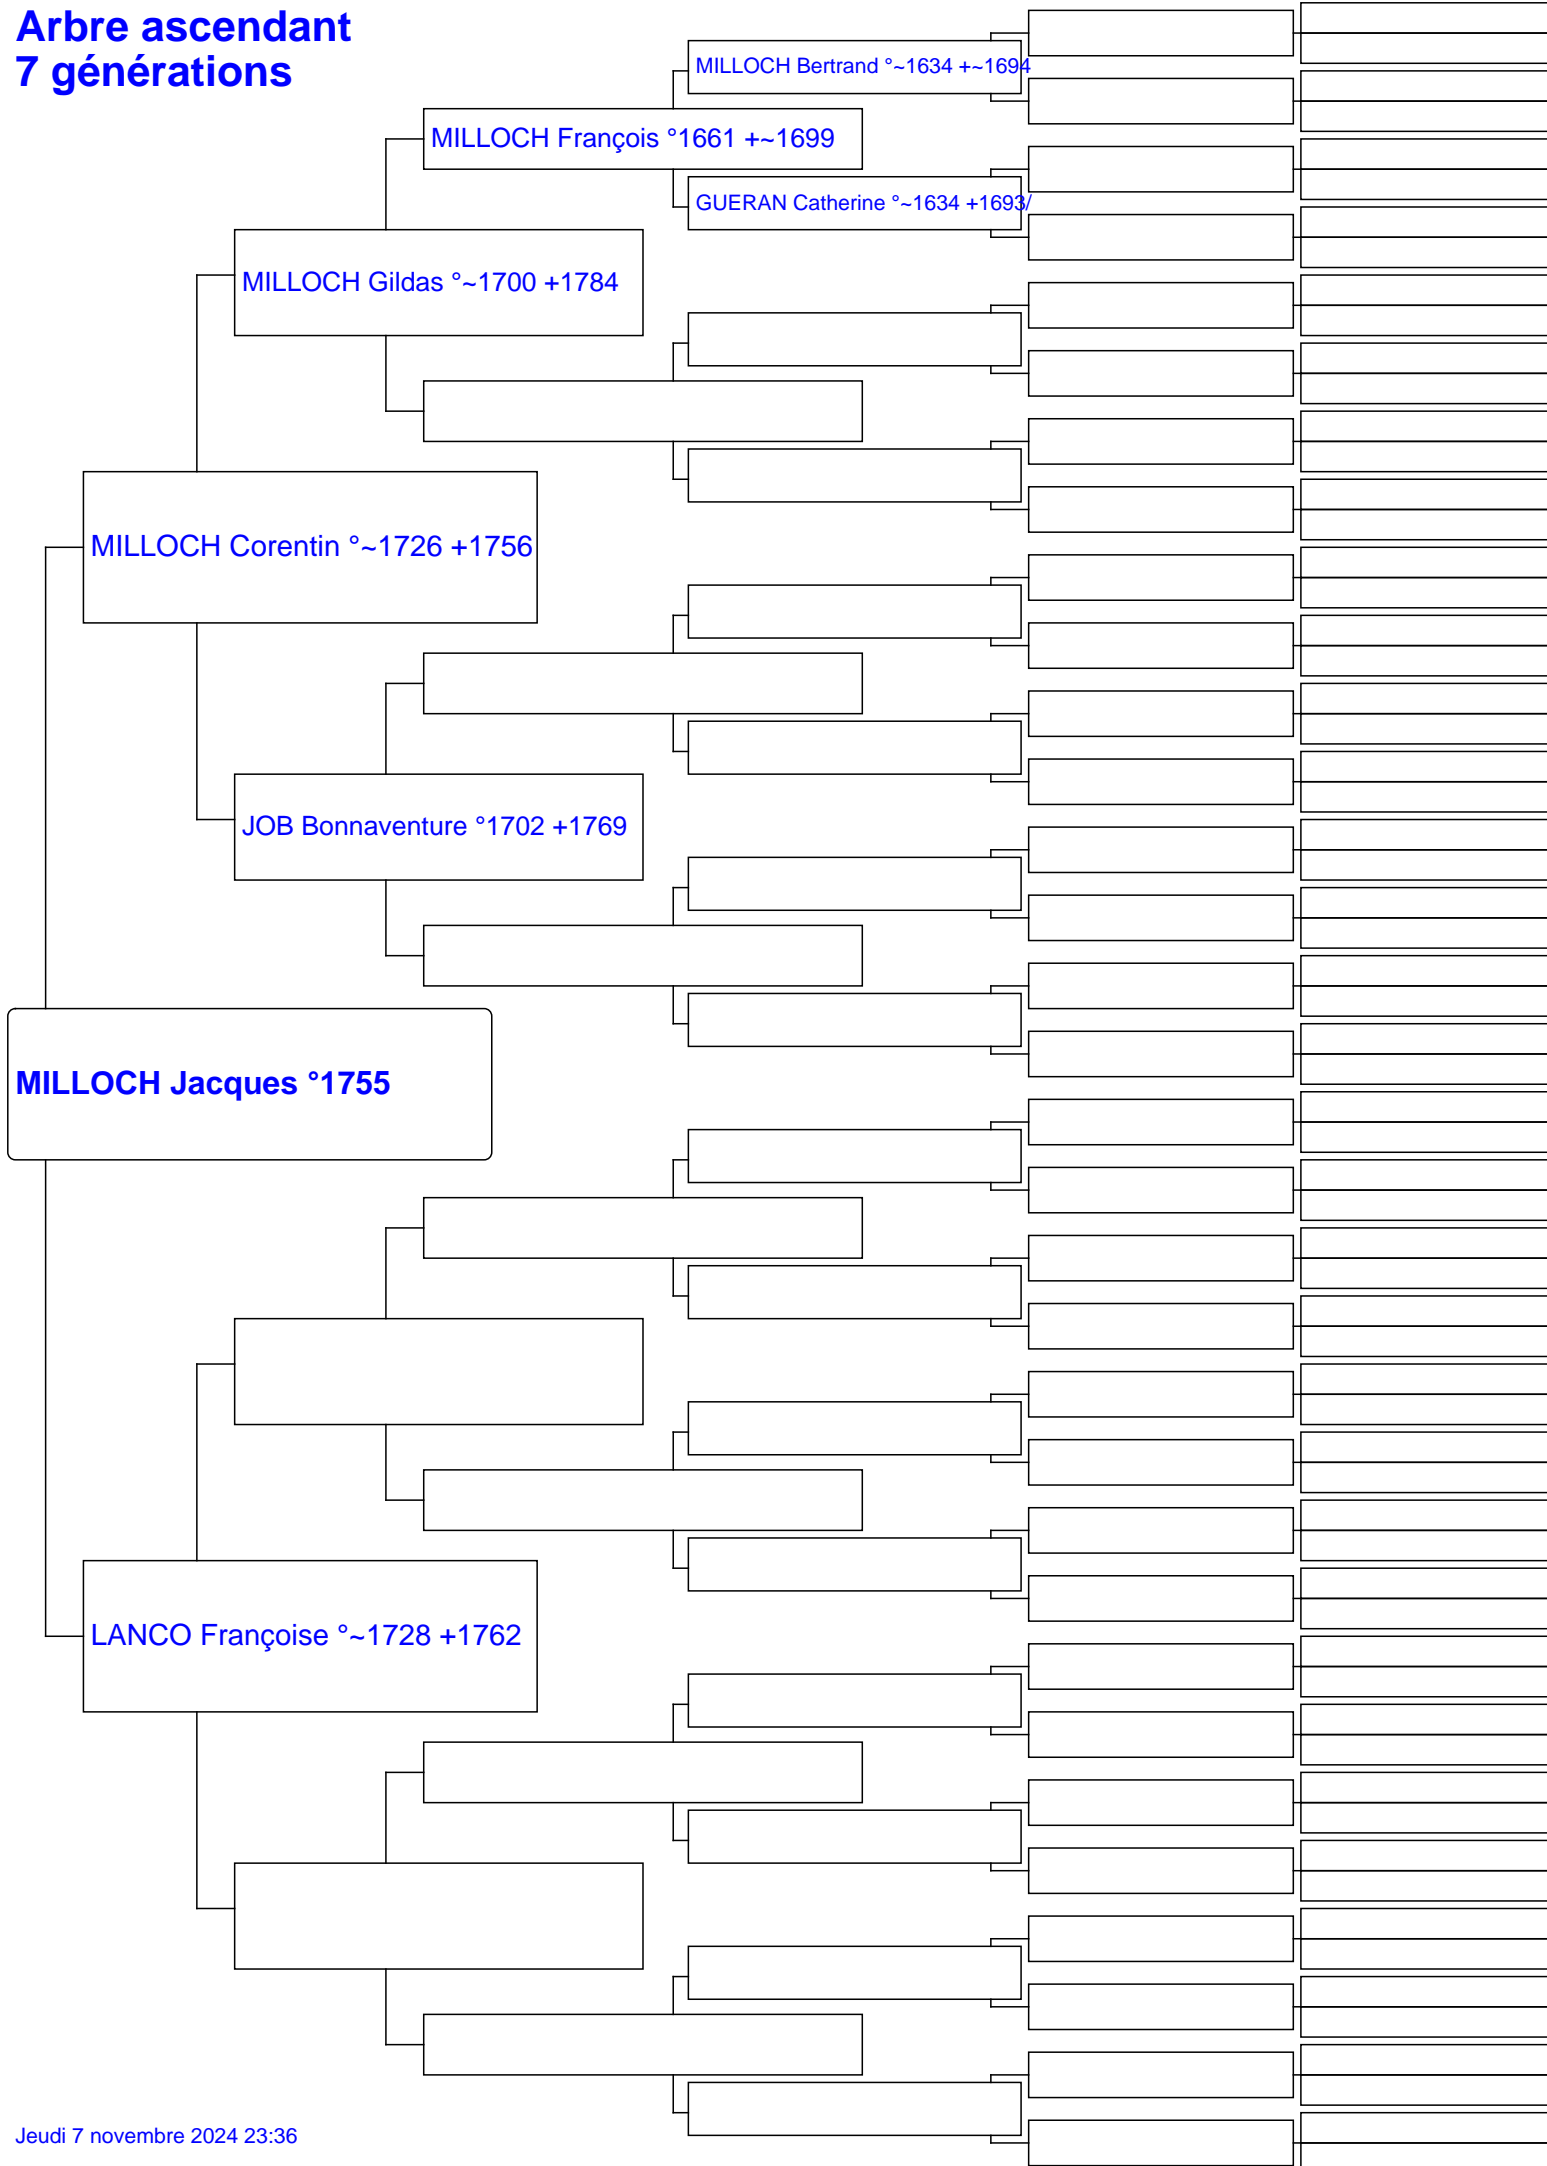 Arbre ascendant
7 générations
MILLOCH Bertrand °~1634 +~1694
MILLOCH François °1661 +~1699
GUERAN Catherine °~1634 +1693/
MILLOCH Gildas °~1700 +1784
MILLOCH Corentin °~1726 +1756
JOB Bonnaventure °1702 +1769
MILLOCH Jacques °1755
LANCO Françoise °~1728 +1762
Jeudi 7 novembre 2024 23:36